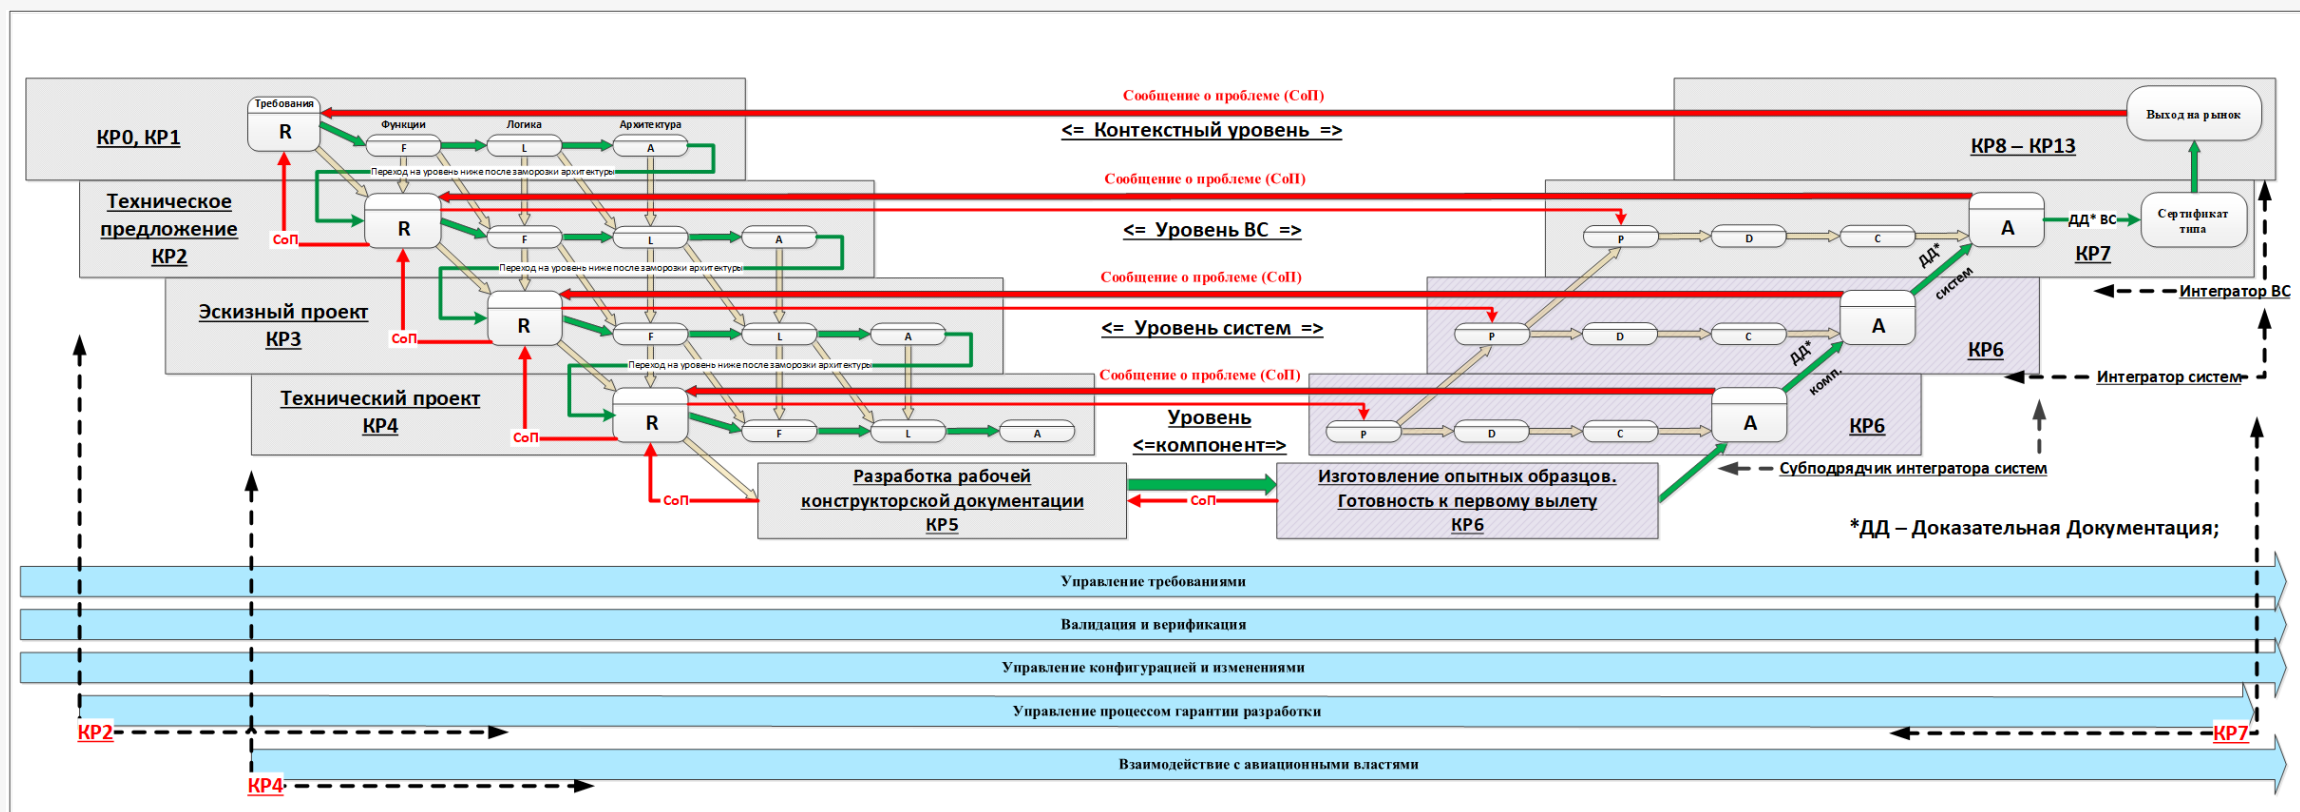 Требования
R
КР0, КР1
Функции
Логика
Архитектура
F
L
A
Переход на уровень ниже после заморозки архитектуры
Сообщение о проблеме (СоП)
<= Контекстный уровень =>
Выход на рынок
КР8 – КР13
Техническое
предложение
КР2
СоП
R
F
L
A
Переход на уровень ниже после заморозки архитектуры
Сообщение о проблеме (СоП)
<= Уровень ВС =>
P
D
C
A
ДД* ВС
Сертификат
типа
КР7
Эскизный проект
КР3
СоП
R
F
L
A
Переход на уровень ниже после заморозки архитектуры
Сообщение о проблеме (СоП)
<= Уровень систем =>
P
D
C
A
ДД*
систем
КР6
Интегратор ВС
Технический проект
КР4
СоП
R
F
L
A
Сообщение о проблеме (СоП)
Уровень
<=компонент=>
P
D
C
A
ДД*
комп.
КР6
Интегратор систем
Субподрядчик интегратора систем
СоП
Разработка рабочей
конструкторской документации
КР5
СоП
Изготовление опытных образцов.
Готовность к первому вылету
КР6
*ДД – Доказательная Документация;
Управление требованиями
Валидация и верификация
Управление конфигурацией и изменениями
Управление процессом гарантии разработки
КР2
КР7
Взаимодействие с авиационными властями
КР4